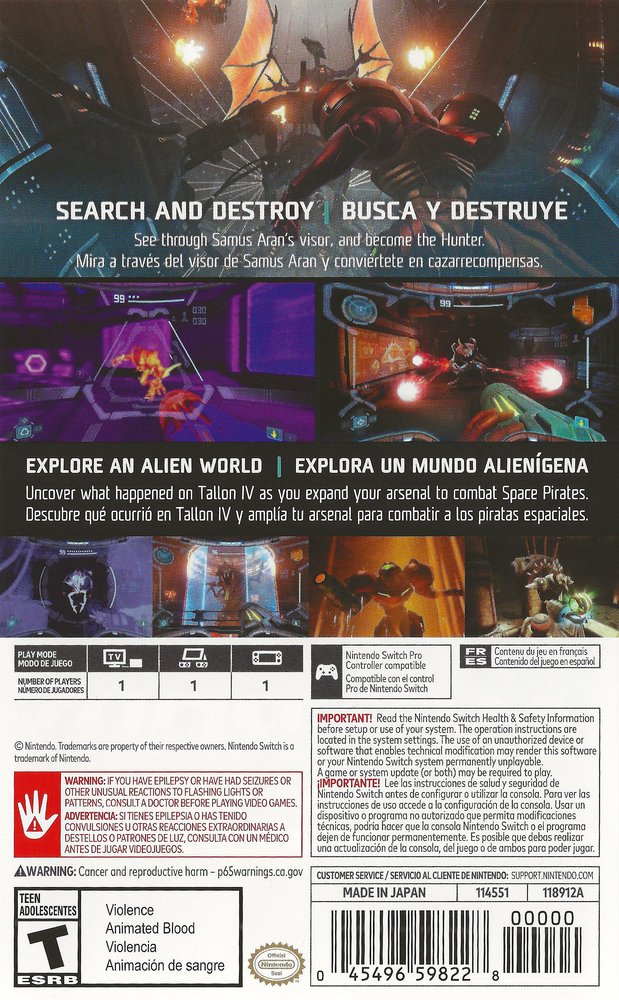 SEARCH AND DESTROY | BUSCA Y DESTRUYE
See through Samus Aran's visor, and become the Hunter.
Mira a través del visor de Samus Aran y conviértete en cazarrecompensas.
99
030
030
99
EXPLORE AN ALIEN WORLD | EXPLORA UN MUNDO ALIENÍGENA
Uncover what happened on Tallon IV as you expand your arsenal to combat Space Pirates.
Descubre qué ocurrió en Tallon IV y amplía tu arsenal para combatir a los piratas espaciales.
PLAY MODE
MODO DE JUEGO
TV
NUMBER OF PLAYERS
NÚMERO DE JUGADORES
1
1
1
Nintendo Switch Pro
Controller compatible
Compatible con el control
Pro de Nintendo Switch
FR Contenu du jeu en français
ES Contenido del juego en español
© Nintendo. Trademarks are property of their respective owners. Nintendo Switch is a
trademark of Nintendo.
WARNING: IF YOU HAVE EPILEPSY OR HAVE HAD SEIZURES OR
OTHER UNUSUAL REACTIONS TO FLASHING LIGHTS OR
PATTERNS, CONSULT A DOCTOR BEFORE PLAYING VIDEO GAMES.
ADVERTENCIA: SI TIENES EPILEPSIA O HAS TENIDO
CONVULSIONES U OTRAS REACCIONES EXTRAORDINARIAS A
DESTELLOS O PATRONES DE LUZ, CONSULTA CON UN MÉDICO
ANTES DE JUGAR VIDEOJUEGOS.
WARNING: Cancer and reproductive harm – p65warnings.ca.gov
IMPORTANT! Read the Nintendo Switch Health & Safety Information
before setup or use of your system. The operation instructions are
located in the system settings. The use of an unauthorized device or
software that enables technical modification may render this software
or your Nintendo Switch system permanently unplayable.
A game or system update (or both) may be required to play.
¡IMPORTANTE! Lee las instrucciones de salud y seguridad de
Nintendo Switch antes de configurar o utilizar la consola. Para ver las
instrucciones de uso accede a la configuración de la consola. Usar un
dispositivo o programa no autorizado que permita modificaciones
técnicas, podría hacer que la consola Nintendo Switch o el programa
dejen de funcionar permanentemente. Es posible que debas realizar
una actualización de la consola, del juego o de ambos para poder jugar.
CUSTOMER SERVICE / SERVICIO AL CLIENTE DE NINTENDO: SUPPORT.NINTENDO.COM
MADE IN JAPAN 114551 118912A
TEEN
ADOLESCENTES
T
ESRB
Violence
Animated Blood
Violencia
Animación de sangre
Official
Nintendo
Seal
00000
0 45496 59822 8